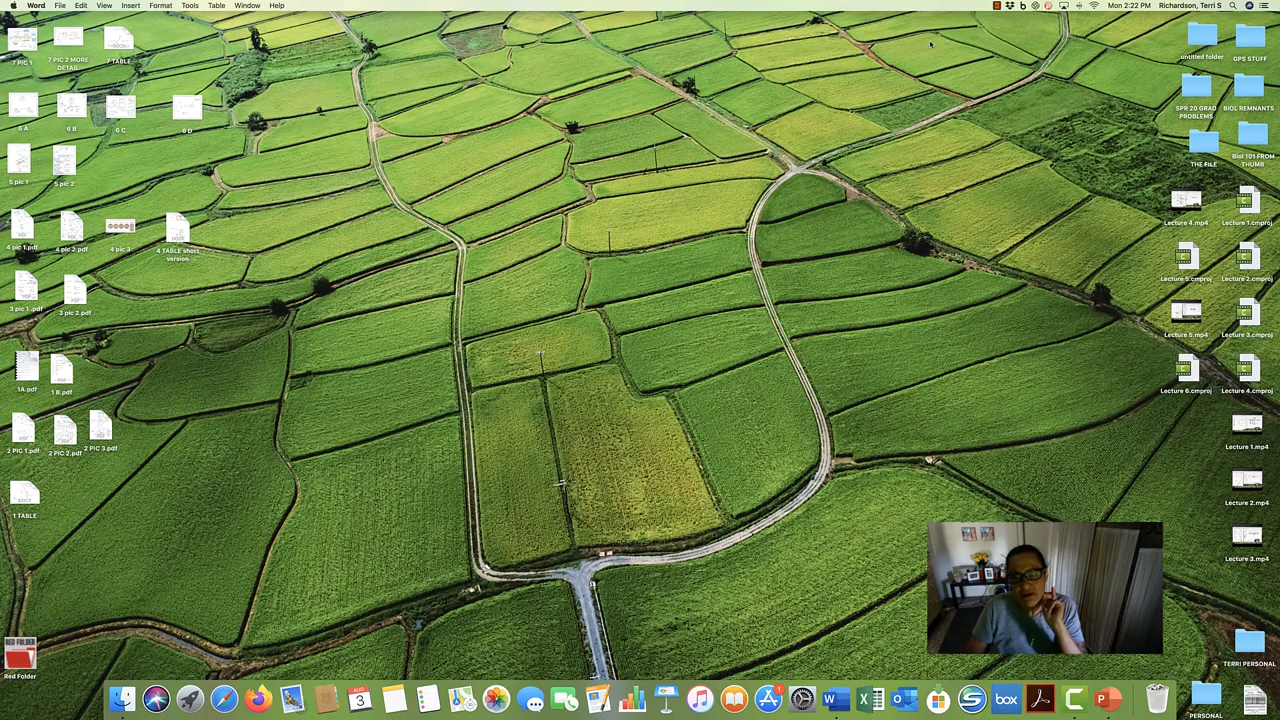 Word File Edit View Insert Format Tools Table Window Help
Mon 2:22 PM Richardson, Terri S
7 PIC 1
7 PIC 2 MORE
DETAIL
7 TABLE
6 A
6 B
6 C
6 D
5 pic 1
5 pic 2
4 pic 1.pdf
4 pic 2.pdf
4 pic 3
4 TABLE short
version
3 pic 1 .pdf
3 pic 2.pdf
1A.pdf
1 B.pdf
2 PIC 1.pdf
2 PIC 2.pdf
2 PIC 3.pdf
1 TABLE
RED FOLDER
Red Folder
untitled folder
GPS STUFF
SPR 20 GRAD
PROBLEMS
BIOL REMNANTS
THE FILE
Biol 101 FROM
THUMB
Lecture 4.mp4
Lecture 1.cmproj
Lecture 5.cmproj
Lecture 2.cmproj
Lecture 5.mp4
Lecture 3.cmproj
Lecture 6.cmproj
Lecture 4.cmproj
Lecture 1.mp4
Lecture 2.mp4
Lecture 3.mp4
TERRI PERSONAL
PERSONAL
AUG
3
box